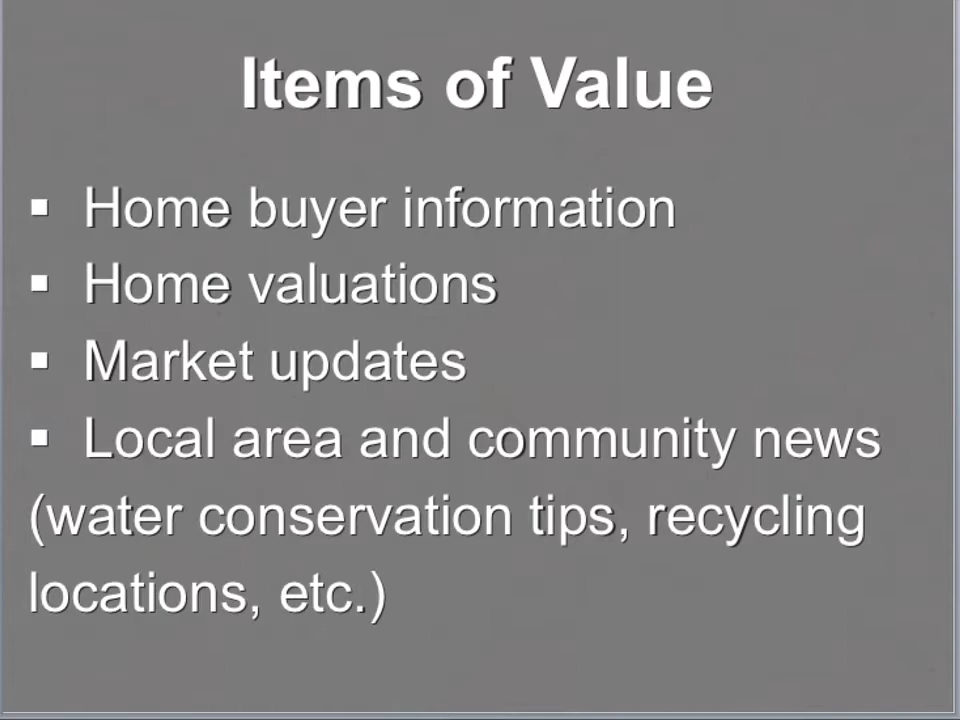 Items of Value
▪ Home buyer information
▪ Home valuations
▪ Market updates
▪ Local area and community news
(water conservation tips, recycling
locations, etc.)